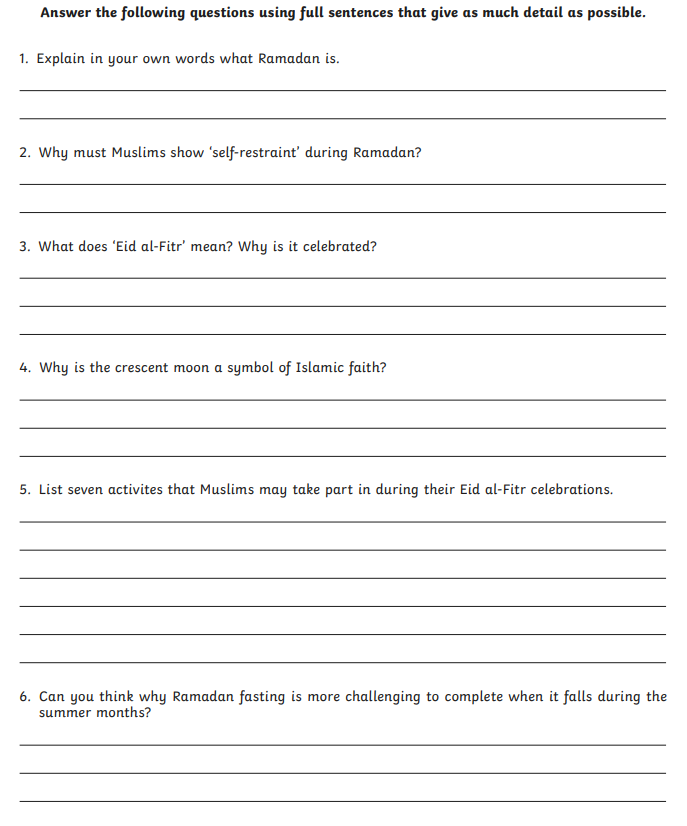 Answer the following questions using full sentences that give as much detail as possible.
1. Explain in your own words what Ramadan is.
2. Why must Muslims show ‘self-restraint’ during Ramadan?
3. What does ‘Eid al-Fitr’ mean? Why is it celebrated?
4. Why is the crescent moon a symbol of Islamic faith?
5. List seven activites that Muslims may take part in during their Eid al-Fitr celebrations.
6. Can you think why Ramadan fasting is more challenging to complete when it falls during the
summer months?